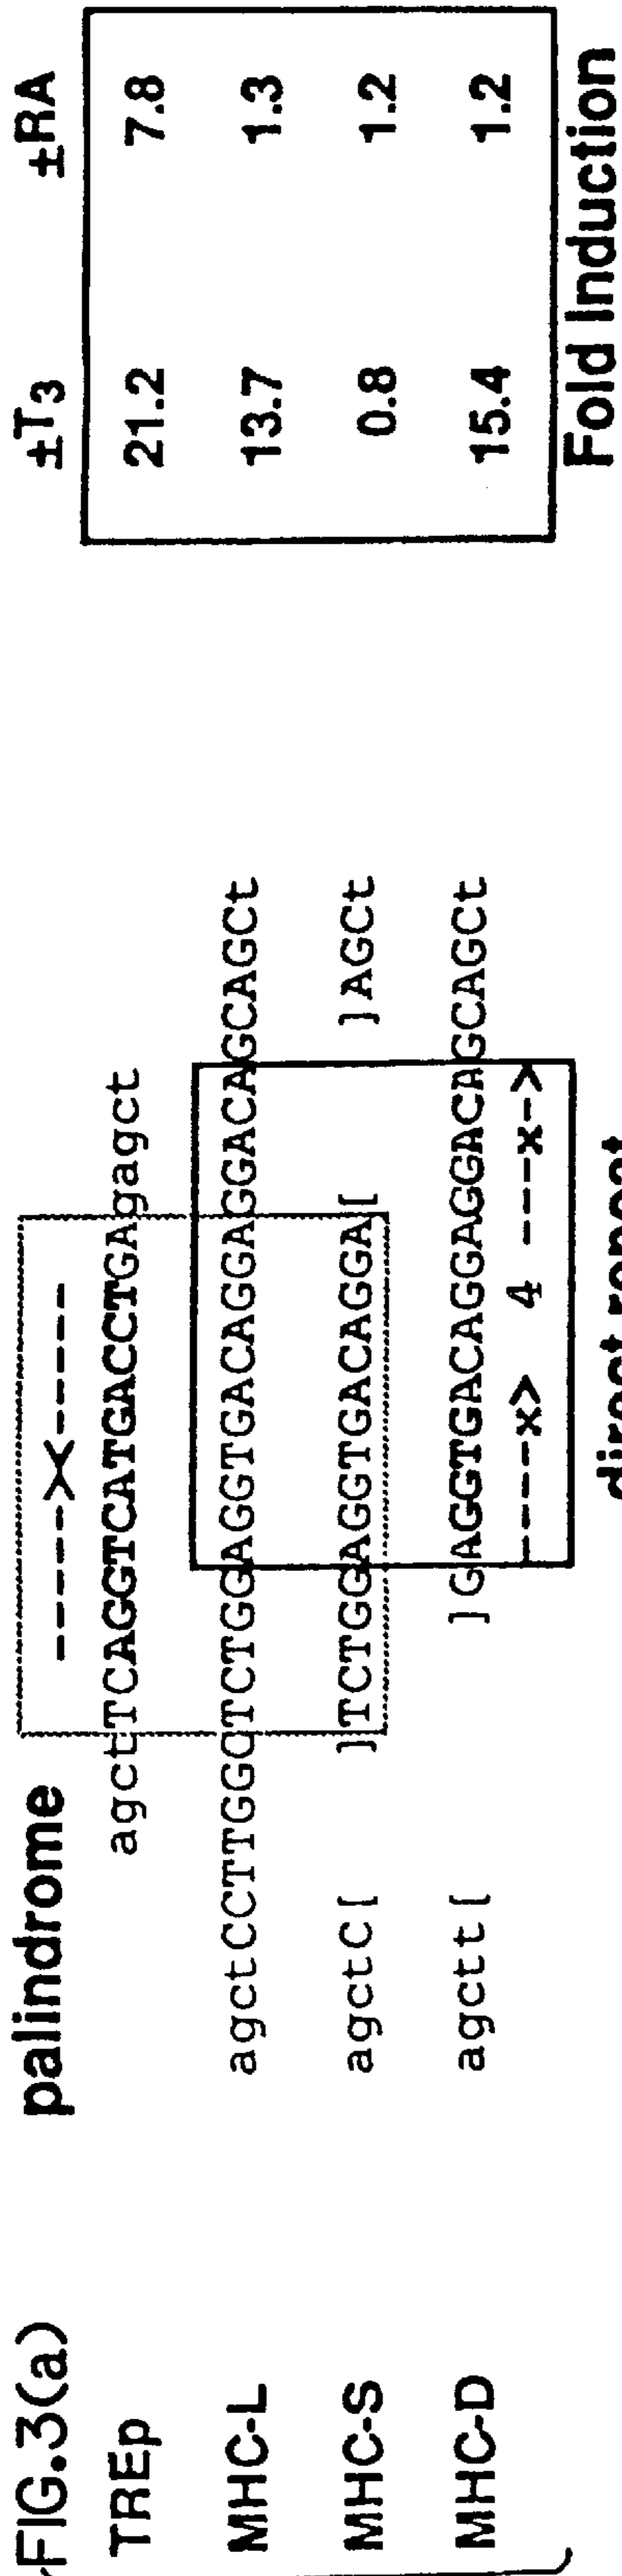 FIG.3(a)
palindrome
±T3 ±RA
-----><-----
TREp agctTCAGGTCATGACCTGAgagct 21.2 7.8
MHC-L agctCCTTGGCTCTGGAGGTGACAGGAGGACAGCAGCt 13.7 1.3
MHC-S agctC[ ]TCTGGAGGTGACAGGA[ ]AGCt 0.8 1.2
MHC-D agctt[ ]GAGGTGACAGGAGGACAGCAGCt 15.4 1.2
----x> 4 ---x->
direct repeat
Fold Induction